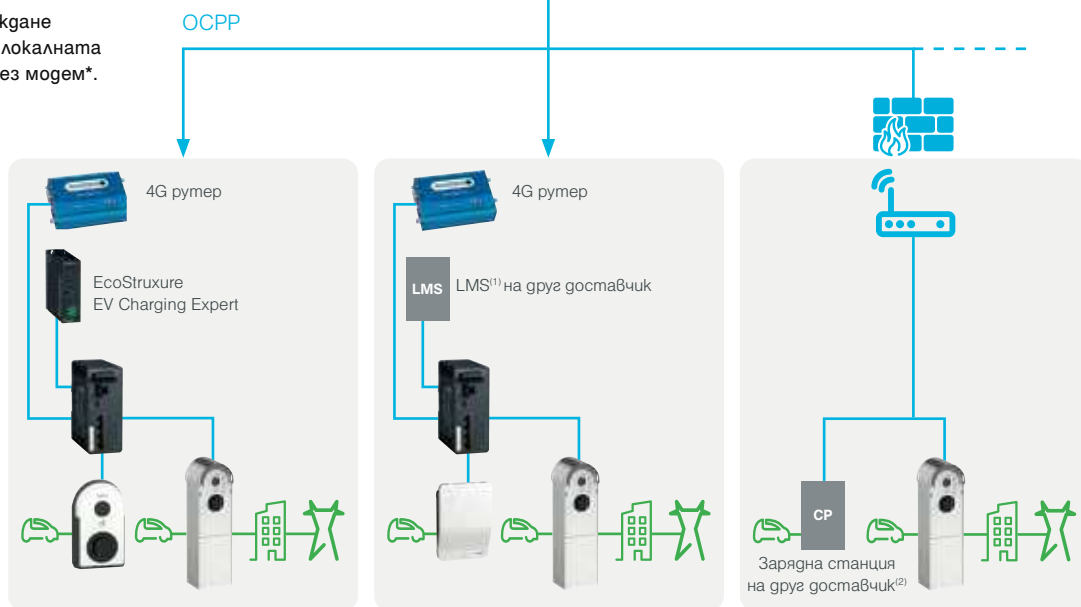 OCPP
локалната
ез модем*.
4G рутер
EcoStruxure
EV Charging Expert
4G рутер
LMS
LMS(1) на друг доставчик
CP
Зарядна станция
на друг доставчик(2)